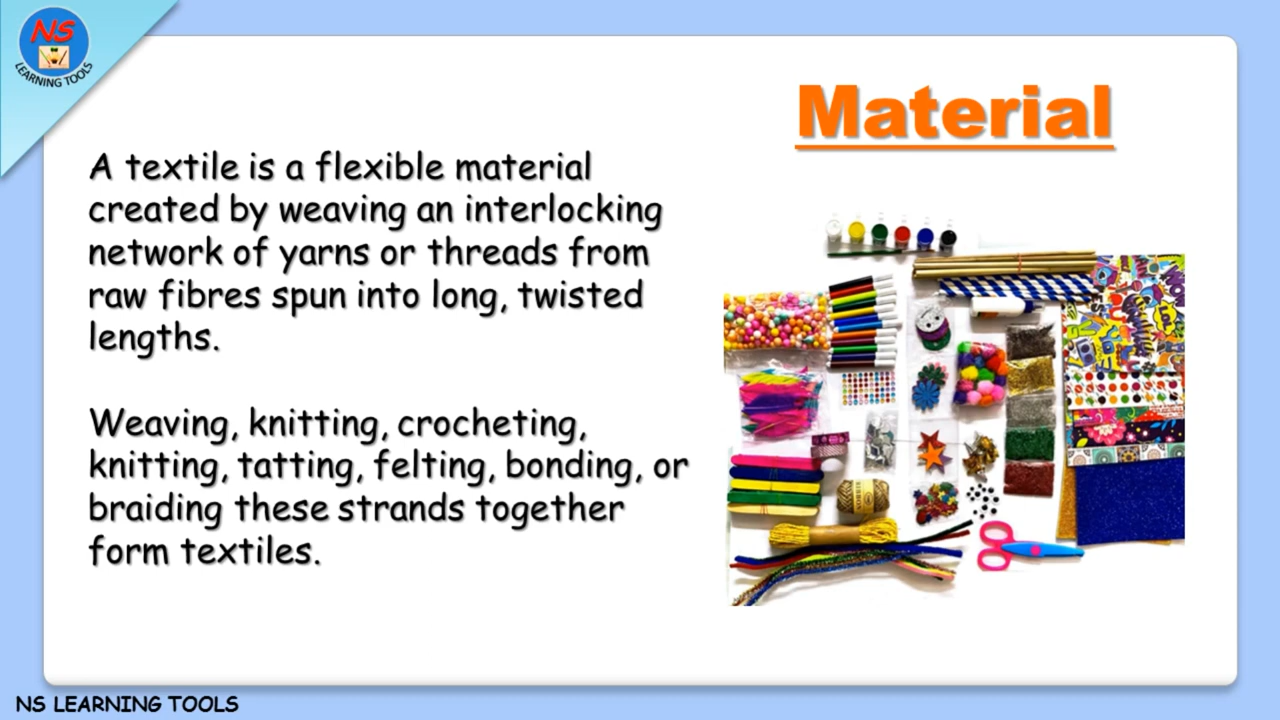 NS
LEARNING TOOLS
Material
A textile is a flexible material
created by weaving an interlocking
network of yarns or threads from
raw fibres spun into long, twisted
lengths.
Weaving, knitting, crocheting,
knitting, tatting, felting, bonding, or
braiding these strands together
form textiles.
NS LEARNING TOOLS